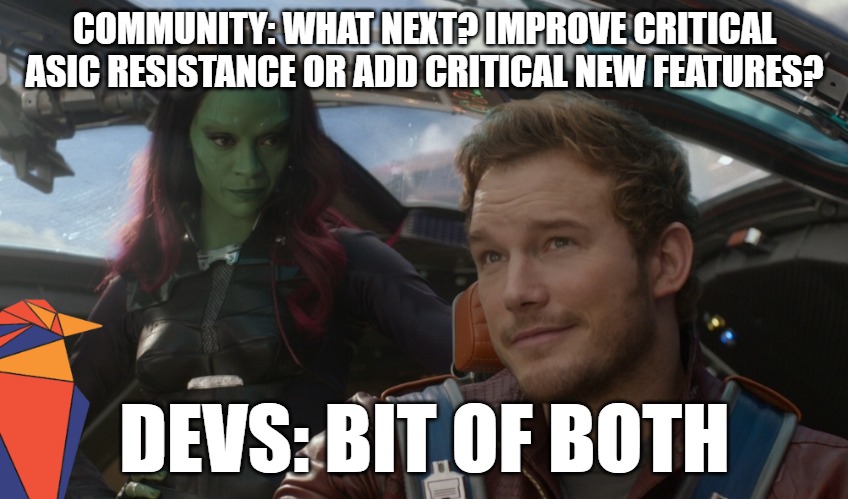 COMMUNITY: WHAT NEXT? IMPROVE CRITICAL
ASIC RESISTANCE OR ADD CRITICAL NEW FEATURES?
DEVS: BIT OF BOTH